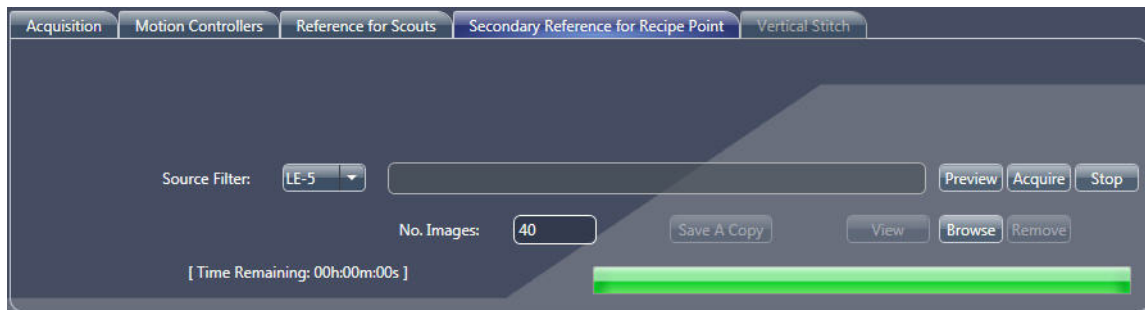 Acquisition Motion Controllers Reference for Scouts Secondary Reference for Recipe Point Vertical Stitch
Source Filter: LE-5 Preview Acquire Stop
No. Images: 40 Save A Copy View Browse Remove
[ Time Remaining: 00h:00m:00s ]